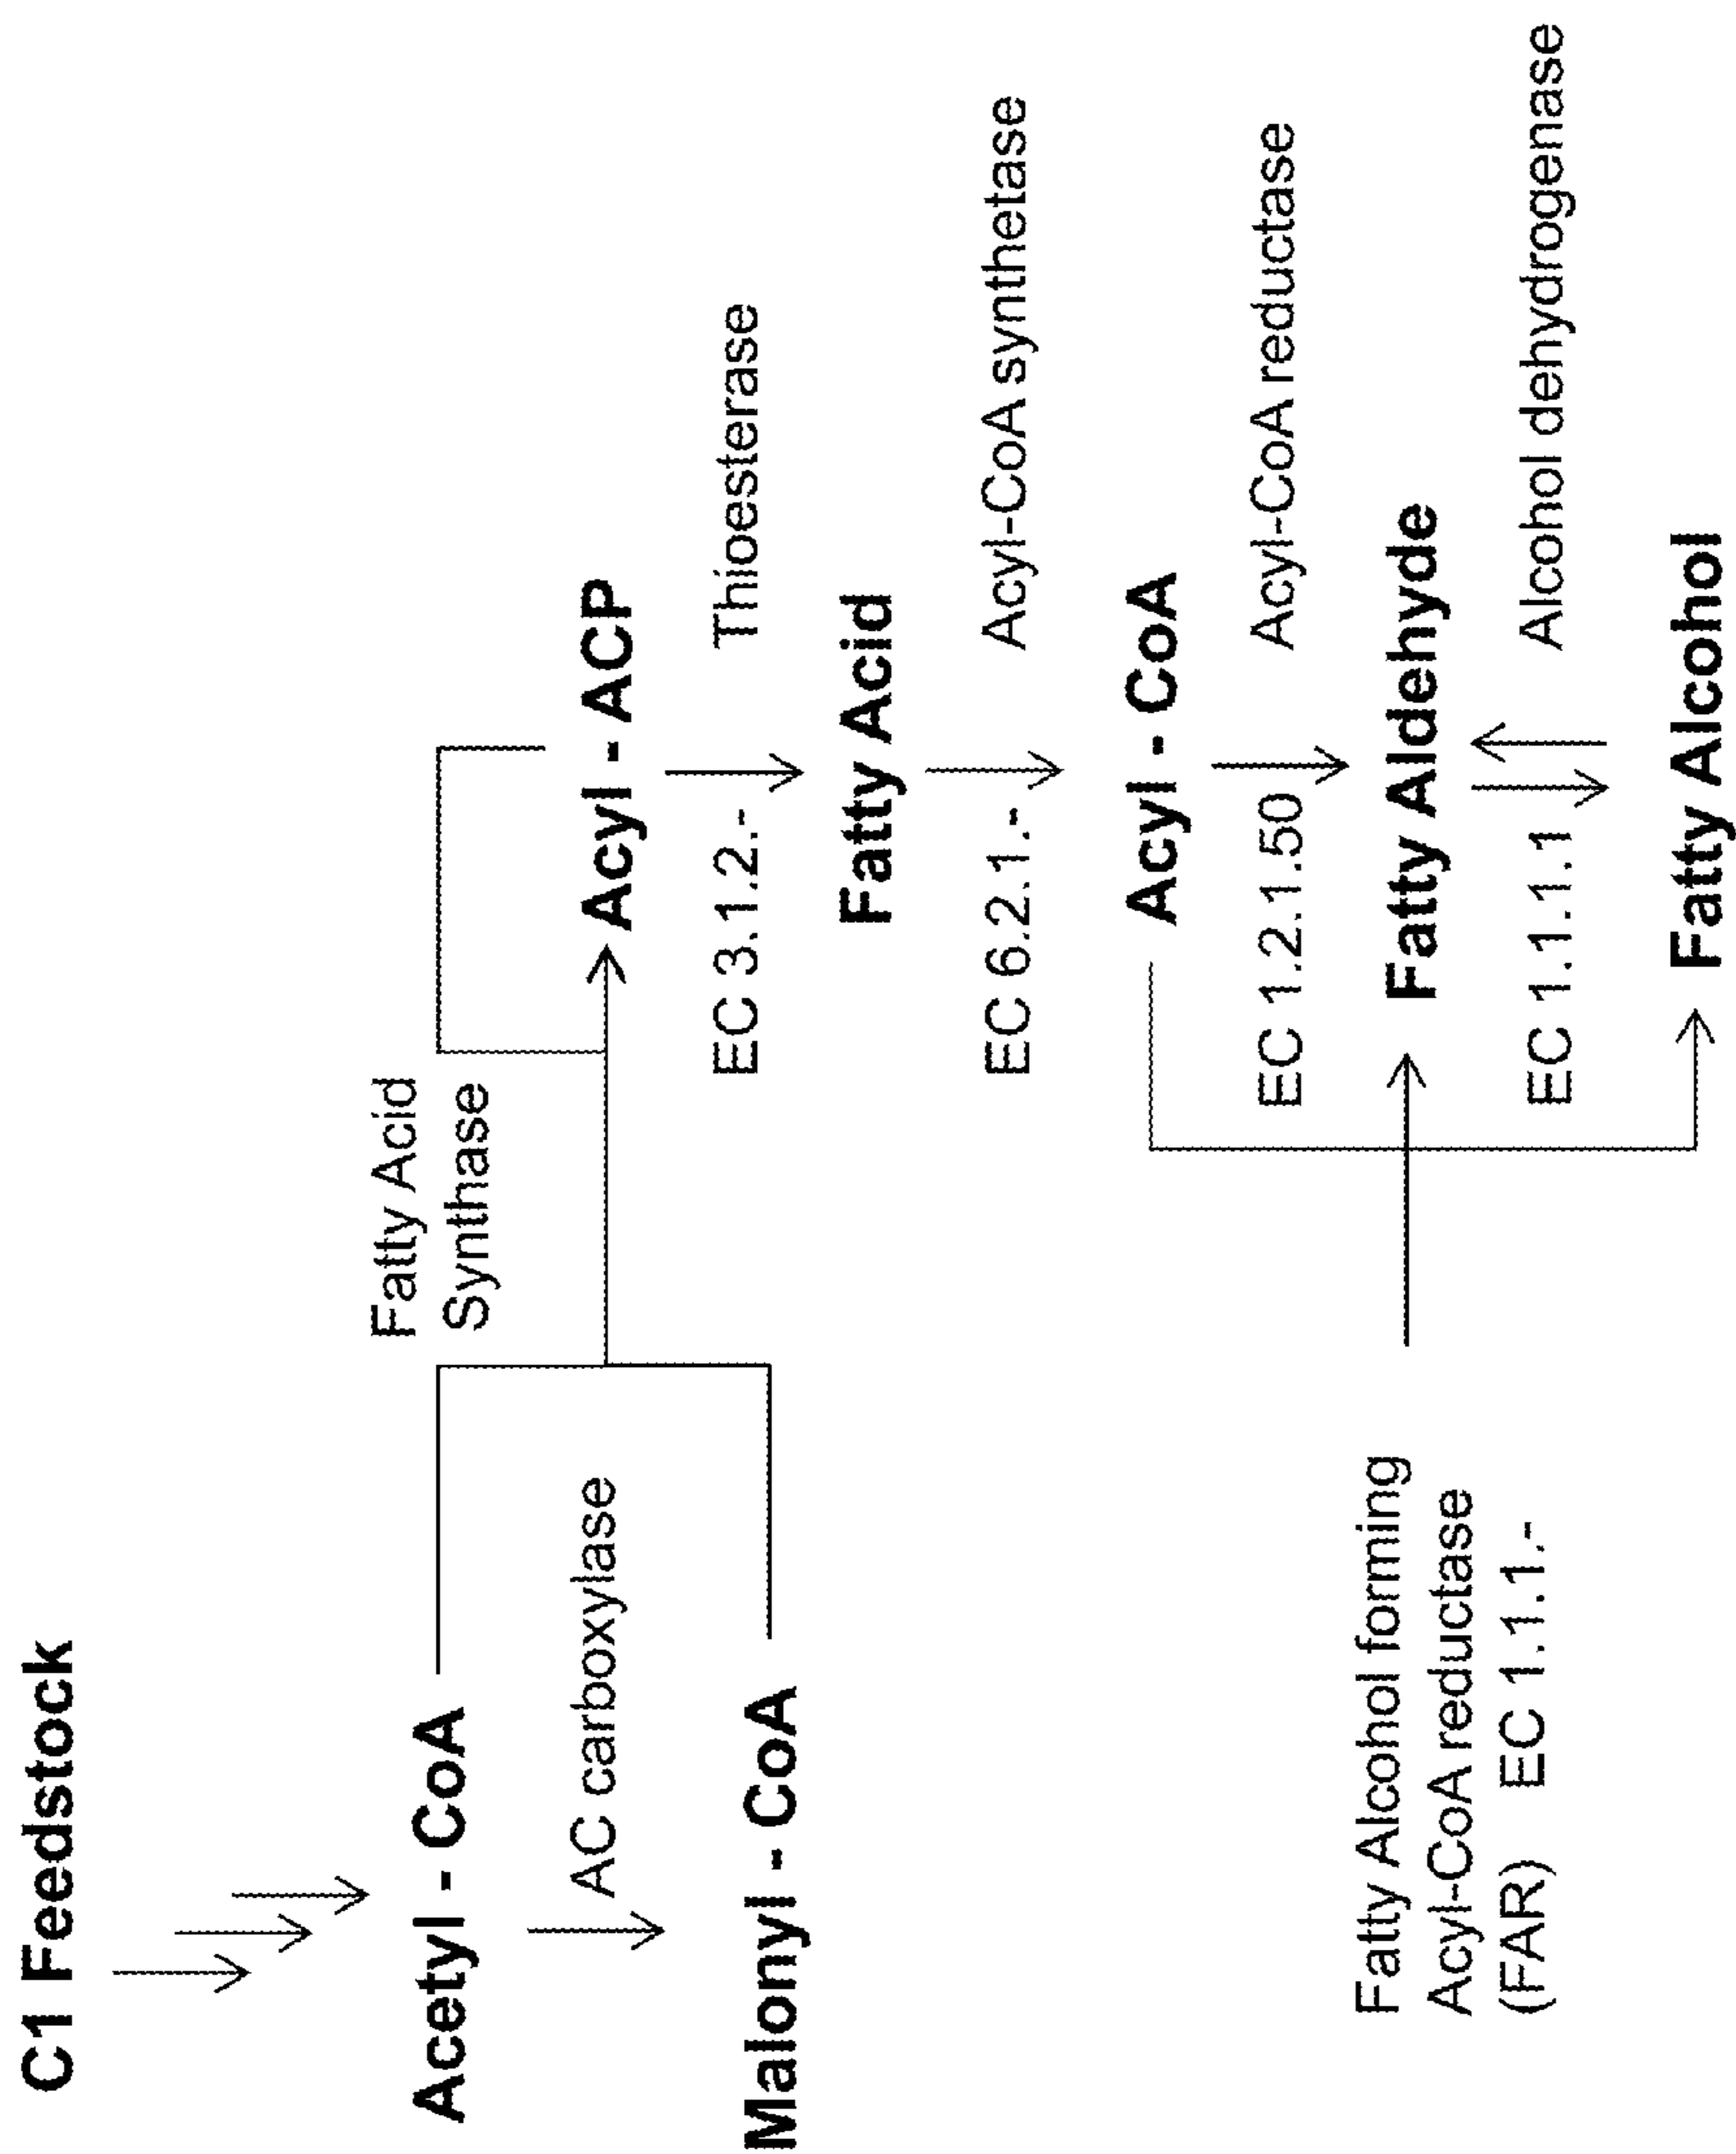 C1 Feedstock
Acetyl - CoA
AC carboxylase
Malonyl - CoA
Fatty Acid
Synthase
Acyl - ACP
EC 3.1.2.-
Thioesterase
Fatty Acid
EC 6.2.1.-
Acyl-CoA synthetase
Acyl - CoA
EC 1.2.1.50
Acyl-CoA reductase
Fatty Aldehyde
EC 1.1.1.1
Alcohol dehydrogenase
Fatty Alcohol
Fatty Alcohol forming
Acyl-CoA reductase
(FAR) EC 1.1.1.-